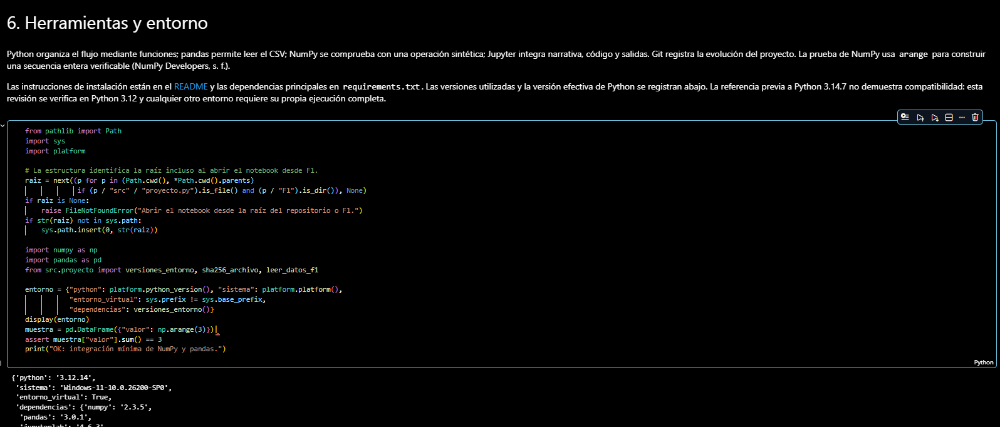 6. Herramientas y entorno
Python organiza el flujo mediante funciones; pandas permite leer el CSV; NumPy se comprueba con una operación sintética; Jupyter integra narrativa, código y salidas. Git registra la evolución del proyecto. La prueba de NumPy usa arange para construir
una secuencia entera verificable (NumPy Developers, s. f.).
Las instrucciones de instalación están en el README y las dependencias principales en requirements.txt. Las versiones utilizadas y la versión efectiva de Python se registran abajo. La referencia previa a Python 3.14.7 no demuestra compatibilidad: esta
revisión se verifica en Python 3.12 y cualquier otro entorno requiere su propia ejecución completa.
from pathlib import Path
import sys
import platform
# La estructura identifica la raíz incluso al abrir el notebook desde F1.
raiz = next((p for p in (Path.cwd(), *Path.cwd().parents)
if (p / "src" / "proyecto.py").is_file() and (p / "F1").is_dir()), None)
if raiz is None:
raise FileNotFoundError("Abrir el notebook desde la raíz del repositorio o F1.")
if str(raiz) not in sys.path:
sys.path.insert(0, str(raiz))
import numpy as np
import pandas as pd
from src.proyecto import versiones_entorno, sha256_archivo, leer_datos_f1
entorno = {"python": platform.python_version(), "sistema": platform.platform(),
"entorno_virtual": sys.prefix != sys.base_prefix,
"dependencias": versiones_entorno()}
display(entorno)
muestra = pd.DataFrame({"valor": np.arange(3)})
assert muestra["valor"].sum() == 3
print("OK: integración mínima de NumPy y pandas.")
Python
{'python': '3.12.14',
'sistema': 'Windows-11-10.0.26200-SP0',
'entorno_virtual': True,
'dependencias': {'numpy': '2.3.5',
'pandas': '3.0.1',
'jupyterlab': '4.6.3',